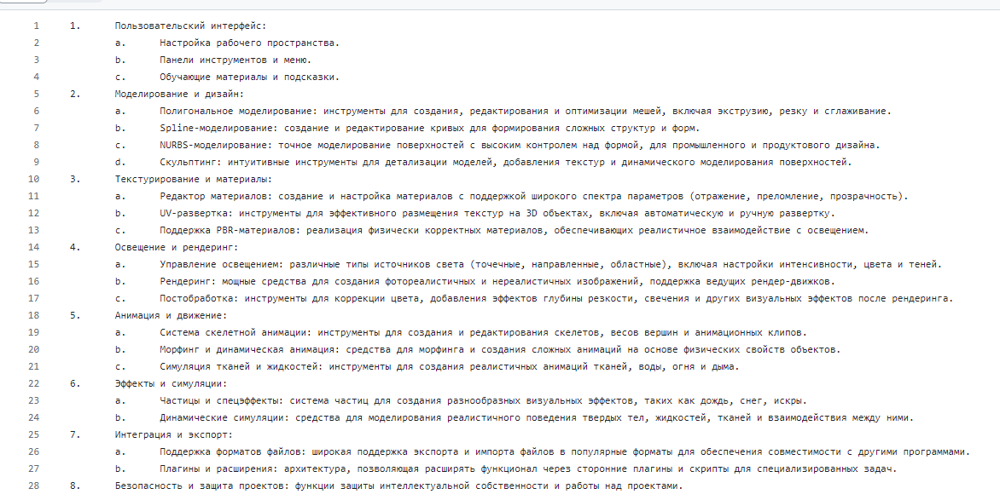 1 1. Пользовательский интерфейс:
2 a. Настройка рабочего пространства.
3 b. Панели инструментов и меню.
4 c. Обучающие материалы и подсказки.
5 2. Моделирование и дизайн:
6 a. Полигональное моделирование: инструменты для создания, редактирования и оптимизации мешей, включая экструзию, резку и сглаживание.
7 b. Spline-моделирование: создание и редактирование кривых для формирования сложных структур и форм.
8 c. NURBS-моделирование: точное моделирование поверхностей с высоким контролем над формой, для промышленного и продуктового дизайна.
9 d. Скульптинг: интуитивные инструменты для детализации моделей, добавления текстур и динамического моделирования поверхностей.
10 3. Текстурирование и материалы:
11 a. Редактор материалов: создание и настройка материалов с поддержкой широкого спектра параметров (отражение, преломление, прозрачность).
12 b. UV-развертка: инструменты для эффективного размещения текстур на 3D объектах, включая автоматическую и ручную развертку.
13 c. Поддержка PBR-материалов: реализация физически корректных материалов, обеспечивающих реалистичное взаимодействие с освещением.
14 4. Освещение и рендеринг:
15 a. Управление освещением: различные типы источников света (точечные, направленные, областные), включая настройки интенсивности, цвета и теней.
16 b. Рендеринг: мощные средства для создания фотореалистичных и нереалистичных изображений, поддержка ведущих рендер-движков.
17 c. Постобработка: инструменты для коррекции цвета, добавления эффектов глубины резкости, свечения и других визуальных эффектов после рендеринга.
18 5. Анимация и движение:
19 a. Система скелетной анимации: инструменты для создания и редактирования скелетов, весов вершин и анимационных клипов.
20 b. Морфинг и динамическая анимация: средства для морфинга и создания сложных анимаций на основе физических свойств объектов.
21 c. Симуляция тканей и жидкостей: инструменты для создания реалистичных анимаций тканей, воды, огня и дыма.
22 6. Эффекты и симуляции:
23 a. Частицы и спецэффекты: система частиц для создания разнообразных визуальных эффектов, таких как дождь, снег, искры.
24 b. Динамические симуляции: средства для моделирования реалистичного поведения твердых тел, жидкостей, тканей и взаимодействия между ними.
25 7. Интеграция и экспорт:
26 a. Поддержка форматов файлов: широкая поддержка экспорта и импорта файлов в популярные форматы для обеспечения совместимости с другими программами.
27 b. Плагины и расширения: архитектура, позволяющая расширять функционал через сторонние плагины и скрипты для специализированных задач.
28 8. Безопасность и защита проектов: функции защиты интеллектуальной собственности и работы над проектами.